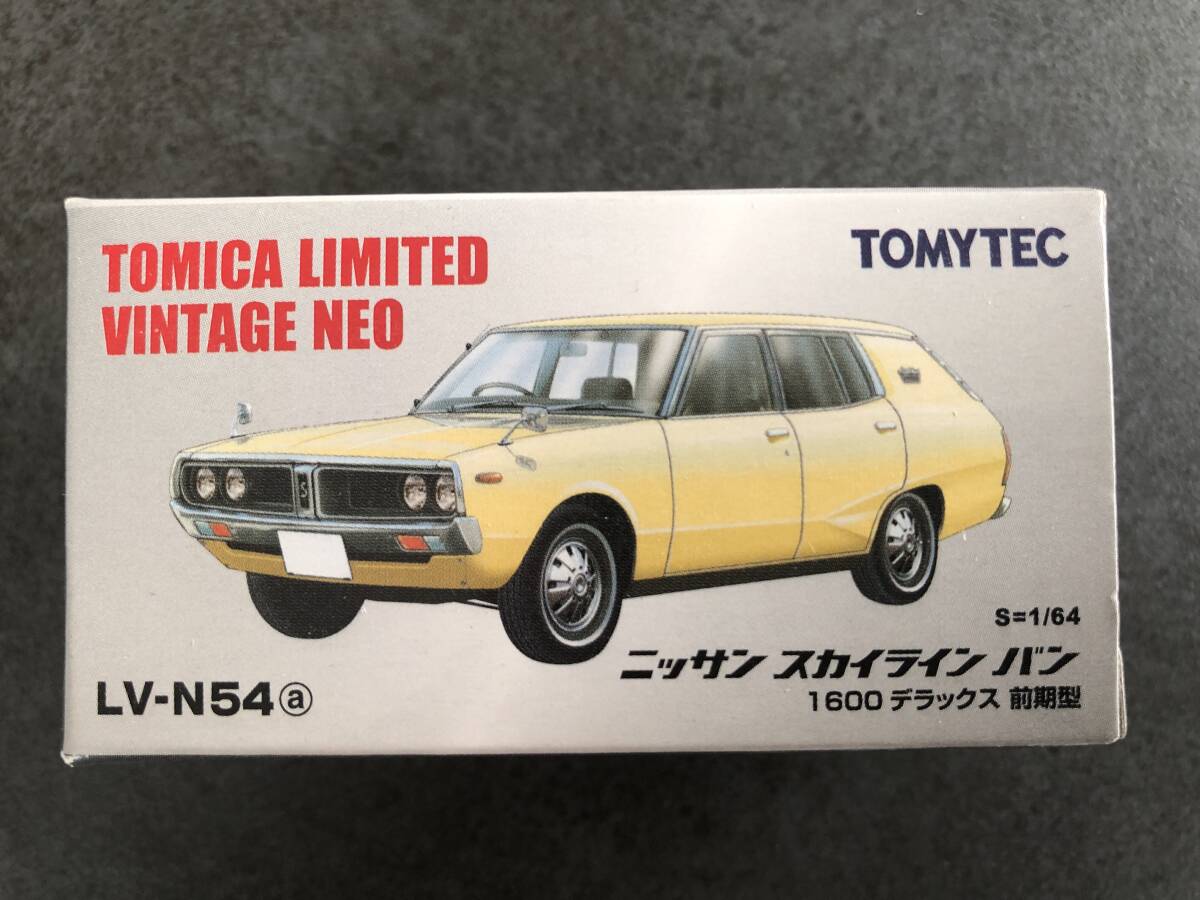 TOMICA LIMITED
VINTAGE NEO
TOMYTEC
S
S=1/64
ニッサン スカイライン バン
1600 デラックス 前期型
LV-N54ⓐ